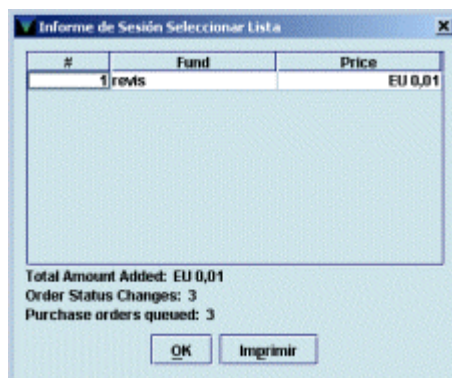 Informe de Sesión Seleccionar Lista
# Fund Price
1 revis EU 0,01
Total Amount Added: EU 0,01
Order Status Changes: 3
Purchase orders queued: 3
OK Imprimir